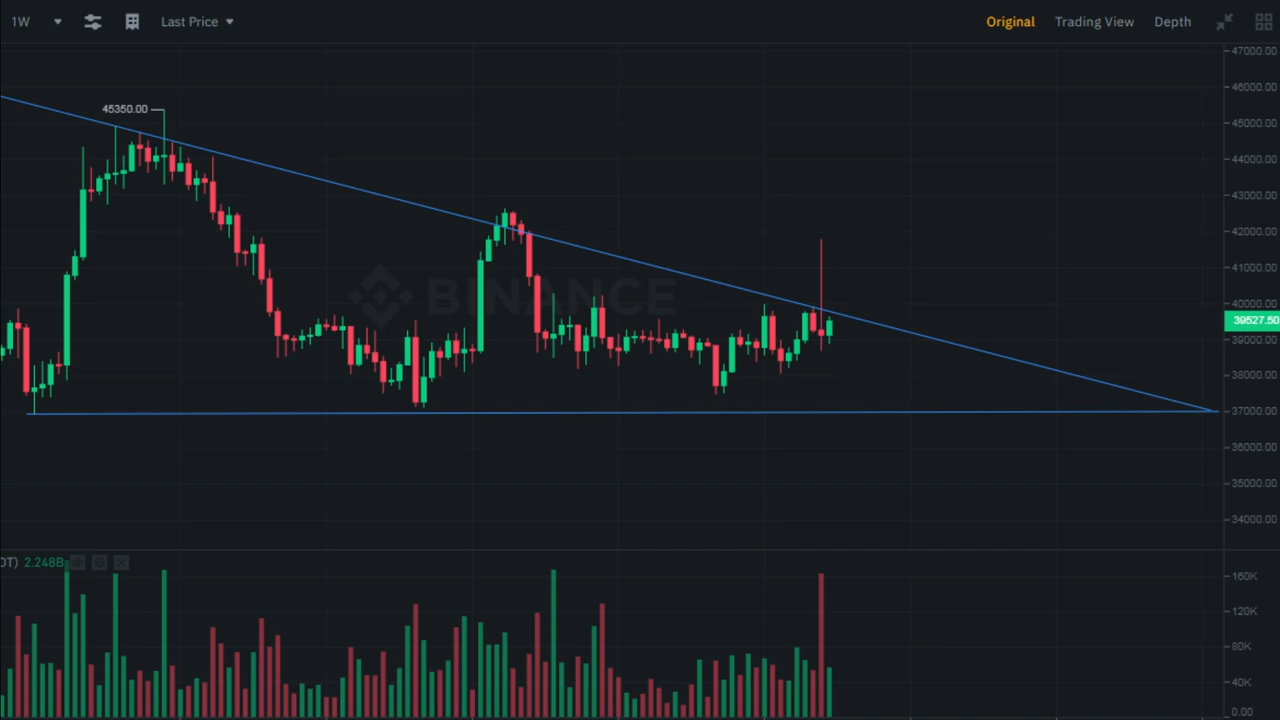 1W Last Price Original Trading View Depth
47000.00
46000.00
45350.00
45000.00
44000.00
43000.00
42000.00
41000.00
BINANCE
40000.00
39527.50
39000.00
38000.00
37000.00
36000.00
35000.00
34000.00
DT) 2.248B
160K
120K
80K
40K
0.00